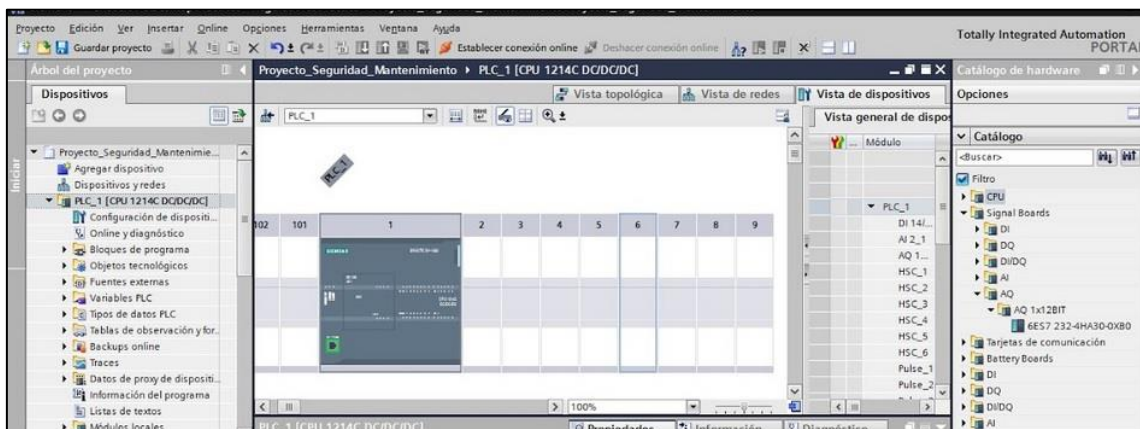 Proyecto Edición Ver Insertar Online Opciones Herramientas Ventana Ayuda
Totally Integrated Automation
PORTAL
Guardar proyecto
Establecer conexión online
Deshacer conexión online
Árbol del proyecto
Dispositivos
Iniciar
Proyecto_Seguridad_Mantenimie...
Agregar dispositivo
Dispositivos y redes
PLC_1 [CPU 1214C DC/DC/DC]
Configuración de dispositi...
Online y diagnóstico
Bloques de programa
Objetos tecnológicos
Fuentes externas
Variables PLC
Tipos de datos PLC
Tablas de observación y for..
Backups online
Traces
Datos de proxy de dispositi...
Información del programa
Listas de textos
Módulos locales
Proyecto_Seguridad_Mantenimiento PLC_1 [CPU 1214C DC/DC/DC]
Vista topológica
Vista de redes
Vista de dispositivos
PLC_1
PLC_1
102 101 1 2 3 4 5 6 7 8 9
SIEMENS
100%
PLC_1 [CPU 1214C DC/DC/DC]
Propiedades
Información
Diagnóstico
Vista general de dispos
... Módulo
PLC_1
DI 14/...
AI 2_1
AQ 1...
HSC_1
HSC_2
HSC_3
HSC_4
HSC_5
HSC_6
Pulse_1
Pulse_2
Catálogo de hardware
Opciones
Catálogo
<Buscar>
Filtro
CPU
Signal Boards
DI
DQ
DI/DQ
AI
AQ
AQ 1x12BIT
6ES7 232-4HA30-0XB0
Tarjetas de comunicación
Battery Boards
DI
DQ
DI/DQ
AI